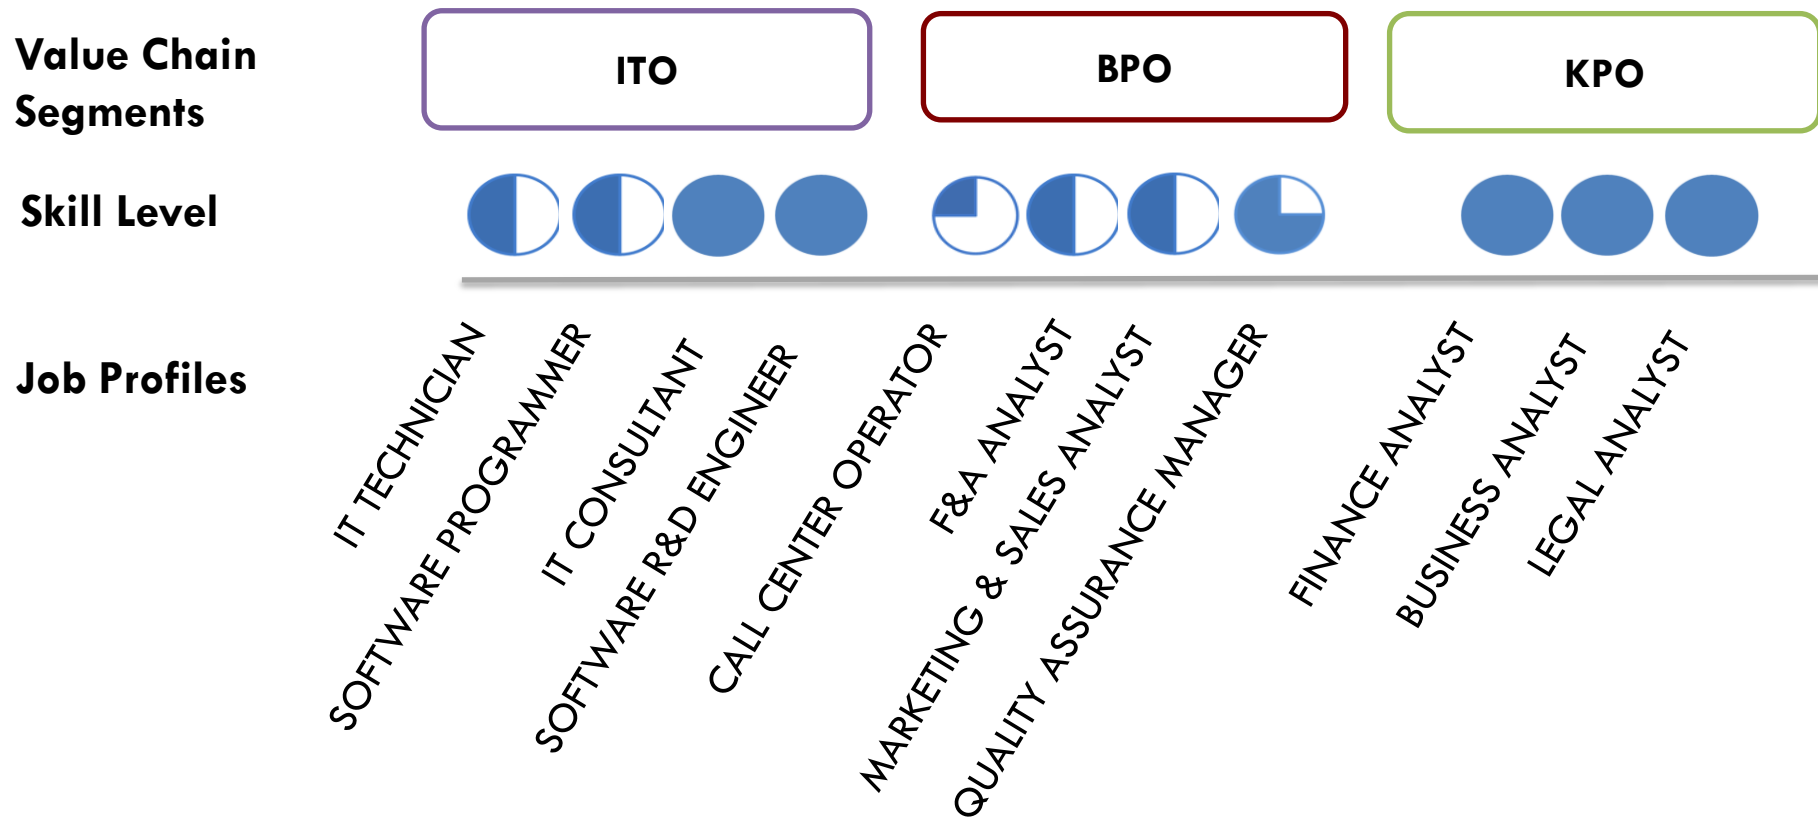 Value Chain
Segments
ITO
BPO
KPO
Skill Level
Job Profiles
IT TECHNICIAN
SOFTWARE PROGRAMMER
IT CONSULTANT
SOFTWARE R&D ENGINEER
CALL CENTER OPERATOR
F&A ANALYST
MARKETING & SALES ANALYST
QUALITY ASSURANCE MANAGER
FINANCE ANALYST
BUSINESS ANALYST
LEGAL ANALYST